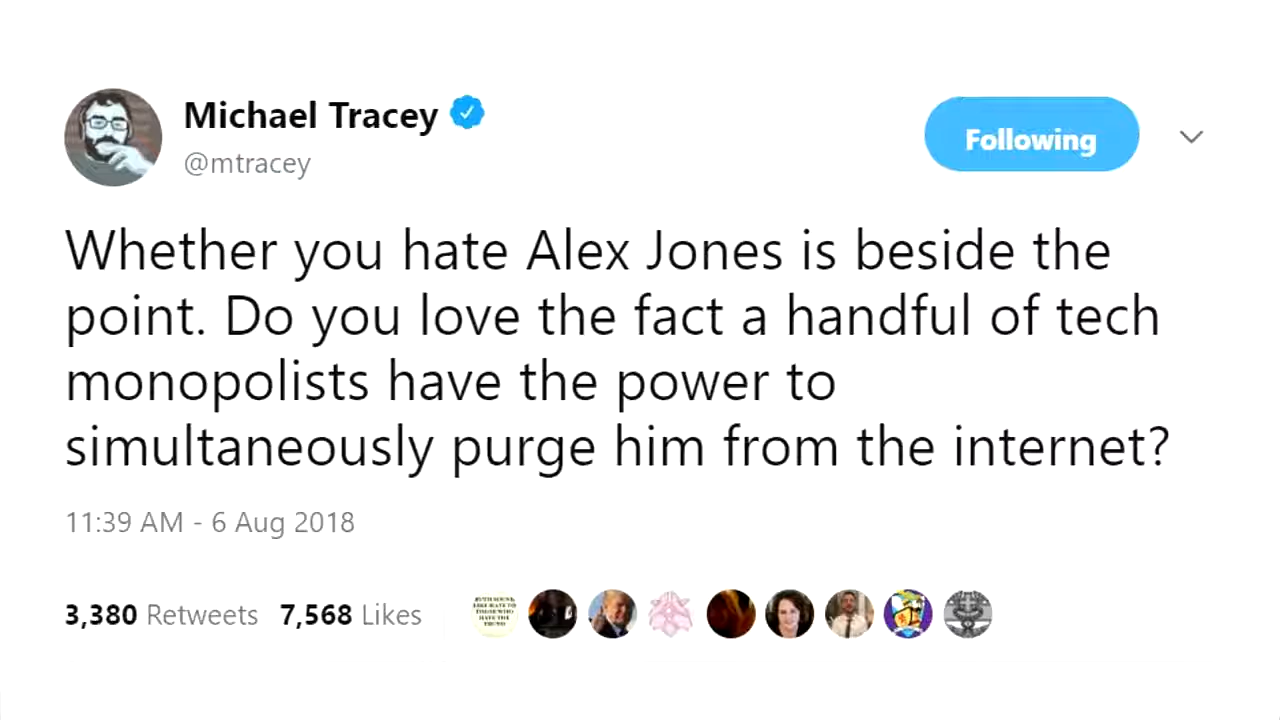 Michael Tracey
@mtracey
Following
Whether you hate Alex Jones is beside the
point. Do you love the fact a handful of tech
monopolists have the power to
simultaneously purge him from the internet?
11:39 AM - 6 Aug 2018
3,380 Retweets 7,568 Likes